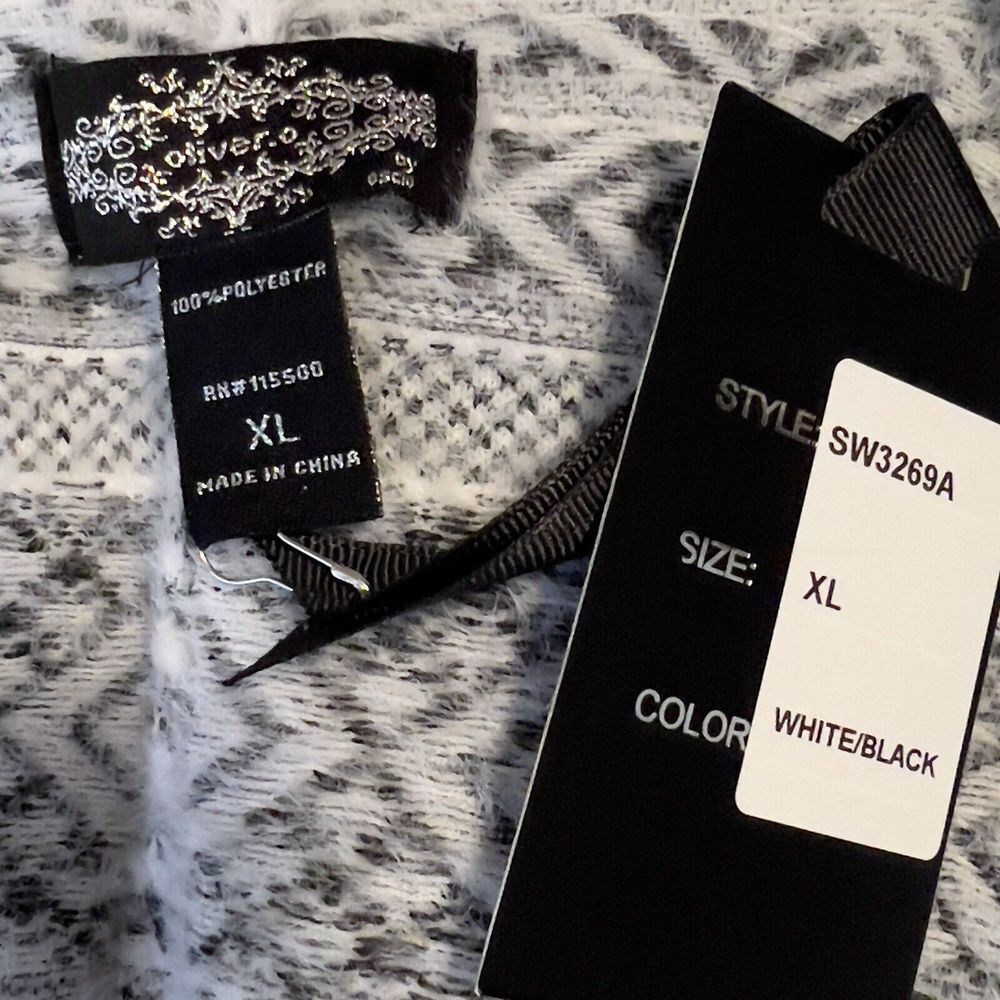 oliver.o
100%POLYESTER
RN#115500
XL
MADE IN CHINA
STYLE: SW3269A
SIZE: XL
COLOR WHITE/BLACK